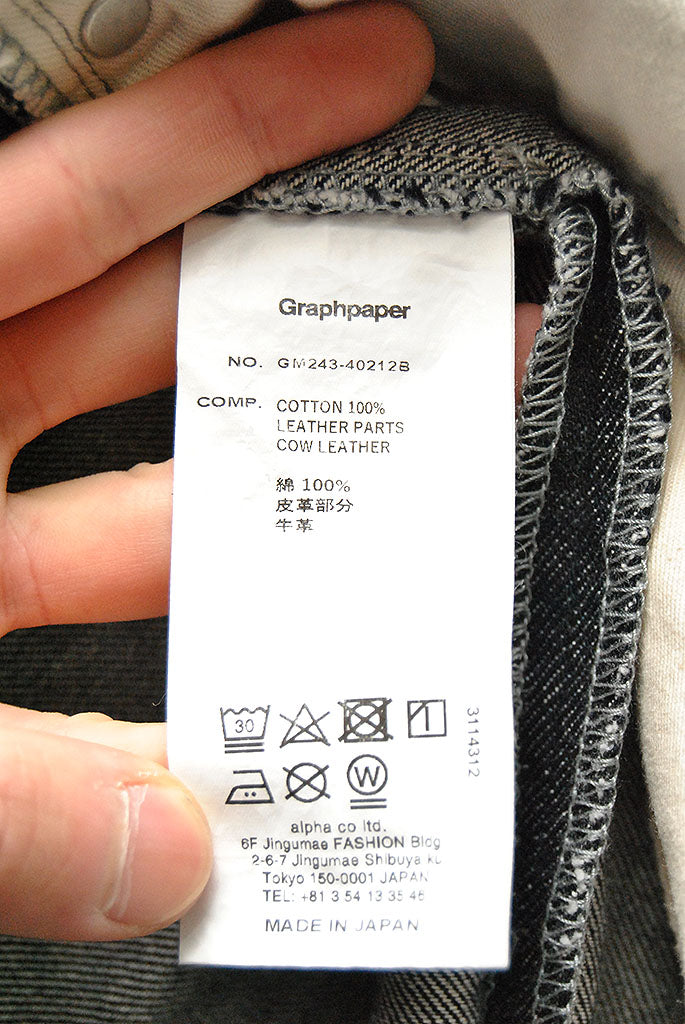 Graphpaper
NO. GM243-40212B
COMP. COTTON 100%
LEATHER PARTS
COW LEATHER
綿 100%
皮革部分
牛革
30
W
3114312
alpha co ltd.
6F Jingumae FASHION Bldg
2-6-7 Jingumae Shibuya ku
Tokyo 150-0001 JAPAN
TEL: +81 3 54 13 35 46
MADE IN JAPAN